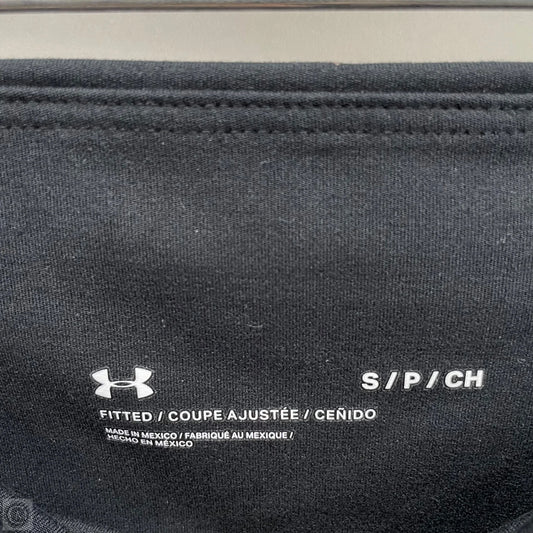 S / P / CH
FITTED / COUPE AJUSTÉE / CEÑIDO
MADE IN MEXICO / FABRIQUÉ AU MEXIQUE /
HECHO EN MÉXICO